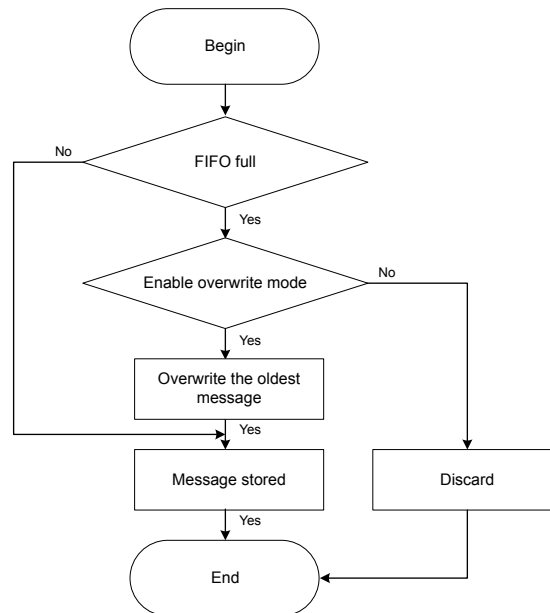 Begin
No
FIFO full
Yes
Enable overwrite mode
No
Yes
Overwrite the oldest
message
Yes
Message stored
Discard
Yes
End